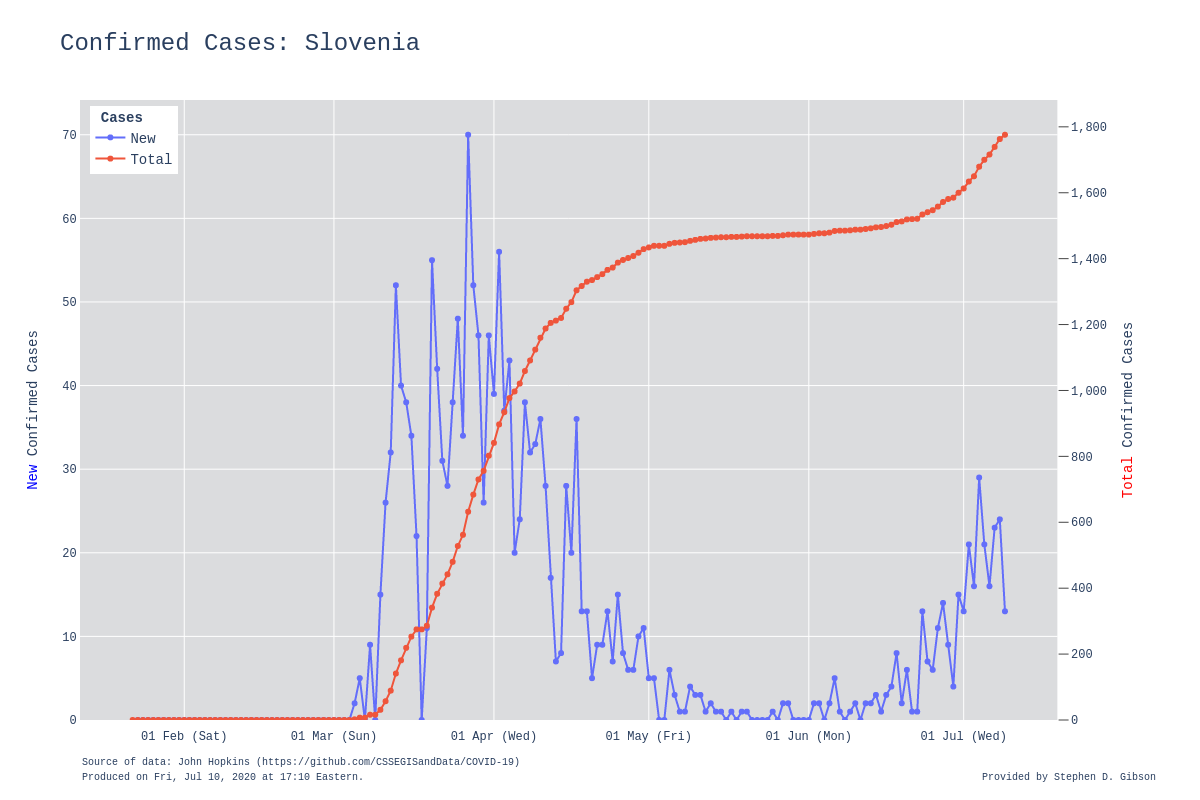 Confirmed Cases: Slovenia
Cases
New
Total
70
60
50
40
30
20
10
0
1,800
1,600
1,400
1,200
1,000
800
600
400
200
0
New Confirmed Cases
Total Confirmed Cases
01 Feb (Sat)
01 Mar (Sun)
01 Apr (Wed)
01 May (Fri)
01 Jun (Mon)
01 Jul (Wed)
Source of data: John Hopkins (https://github.com/CSSEGISandData/COVID-19)
Produced on Fri, Jul 10, 2020 at 17:10 Eastern.
Provided by Stephen D. Gibson